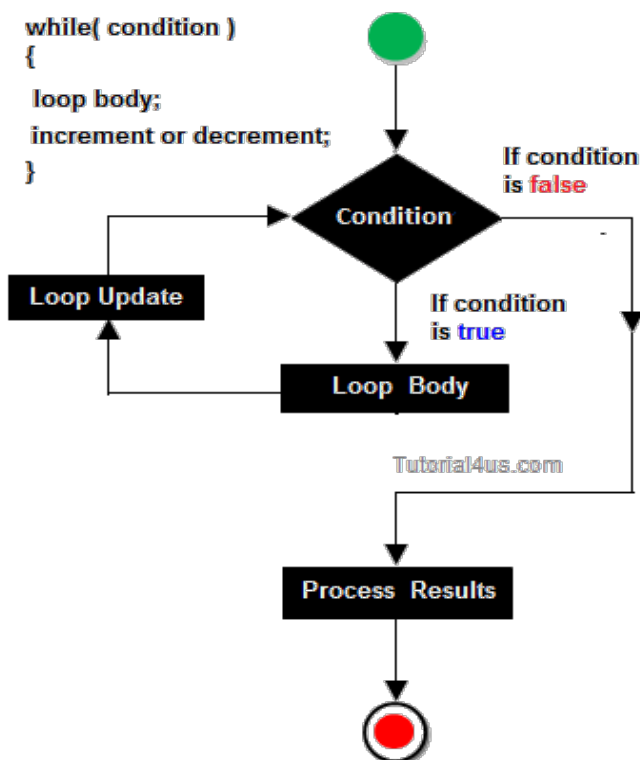 while( condition )
{
loop body;
increment or decrement;
}
Condition
If condition
is false
Loop Update
If condition
is true
Loop Body
Tutorial4us.com
Process Results